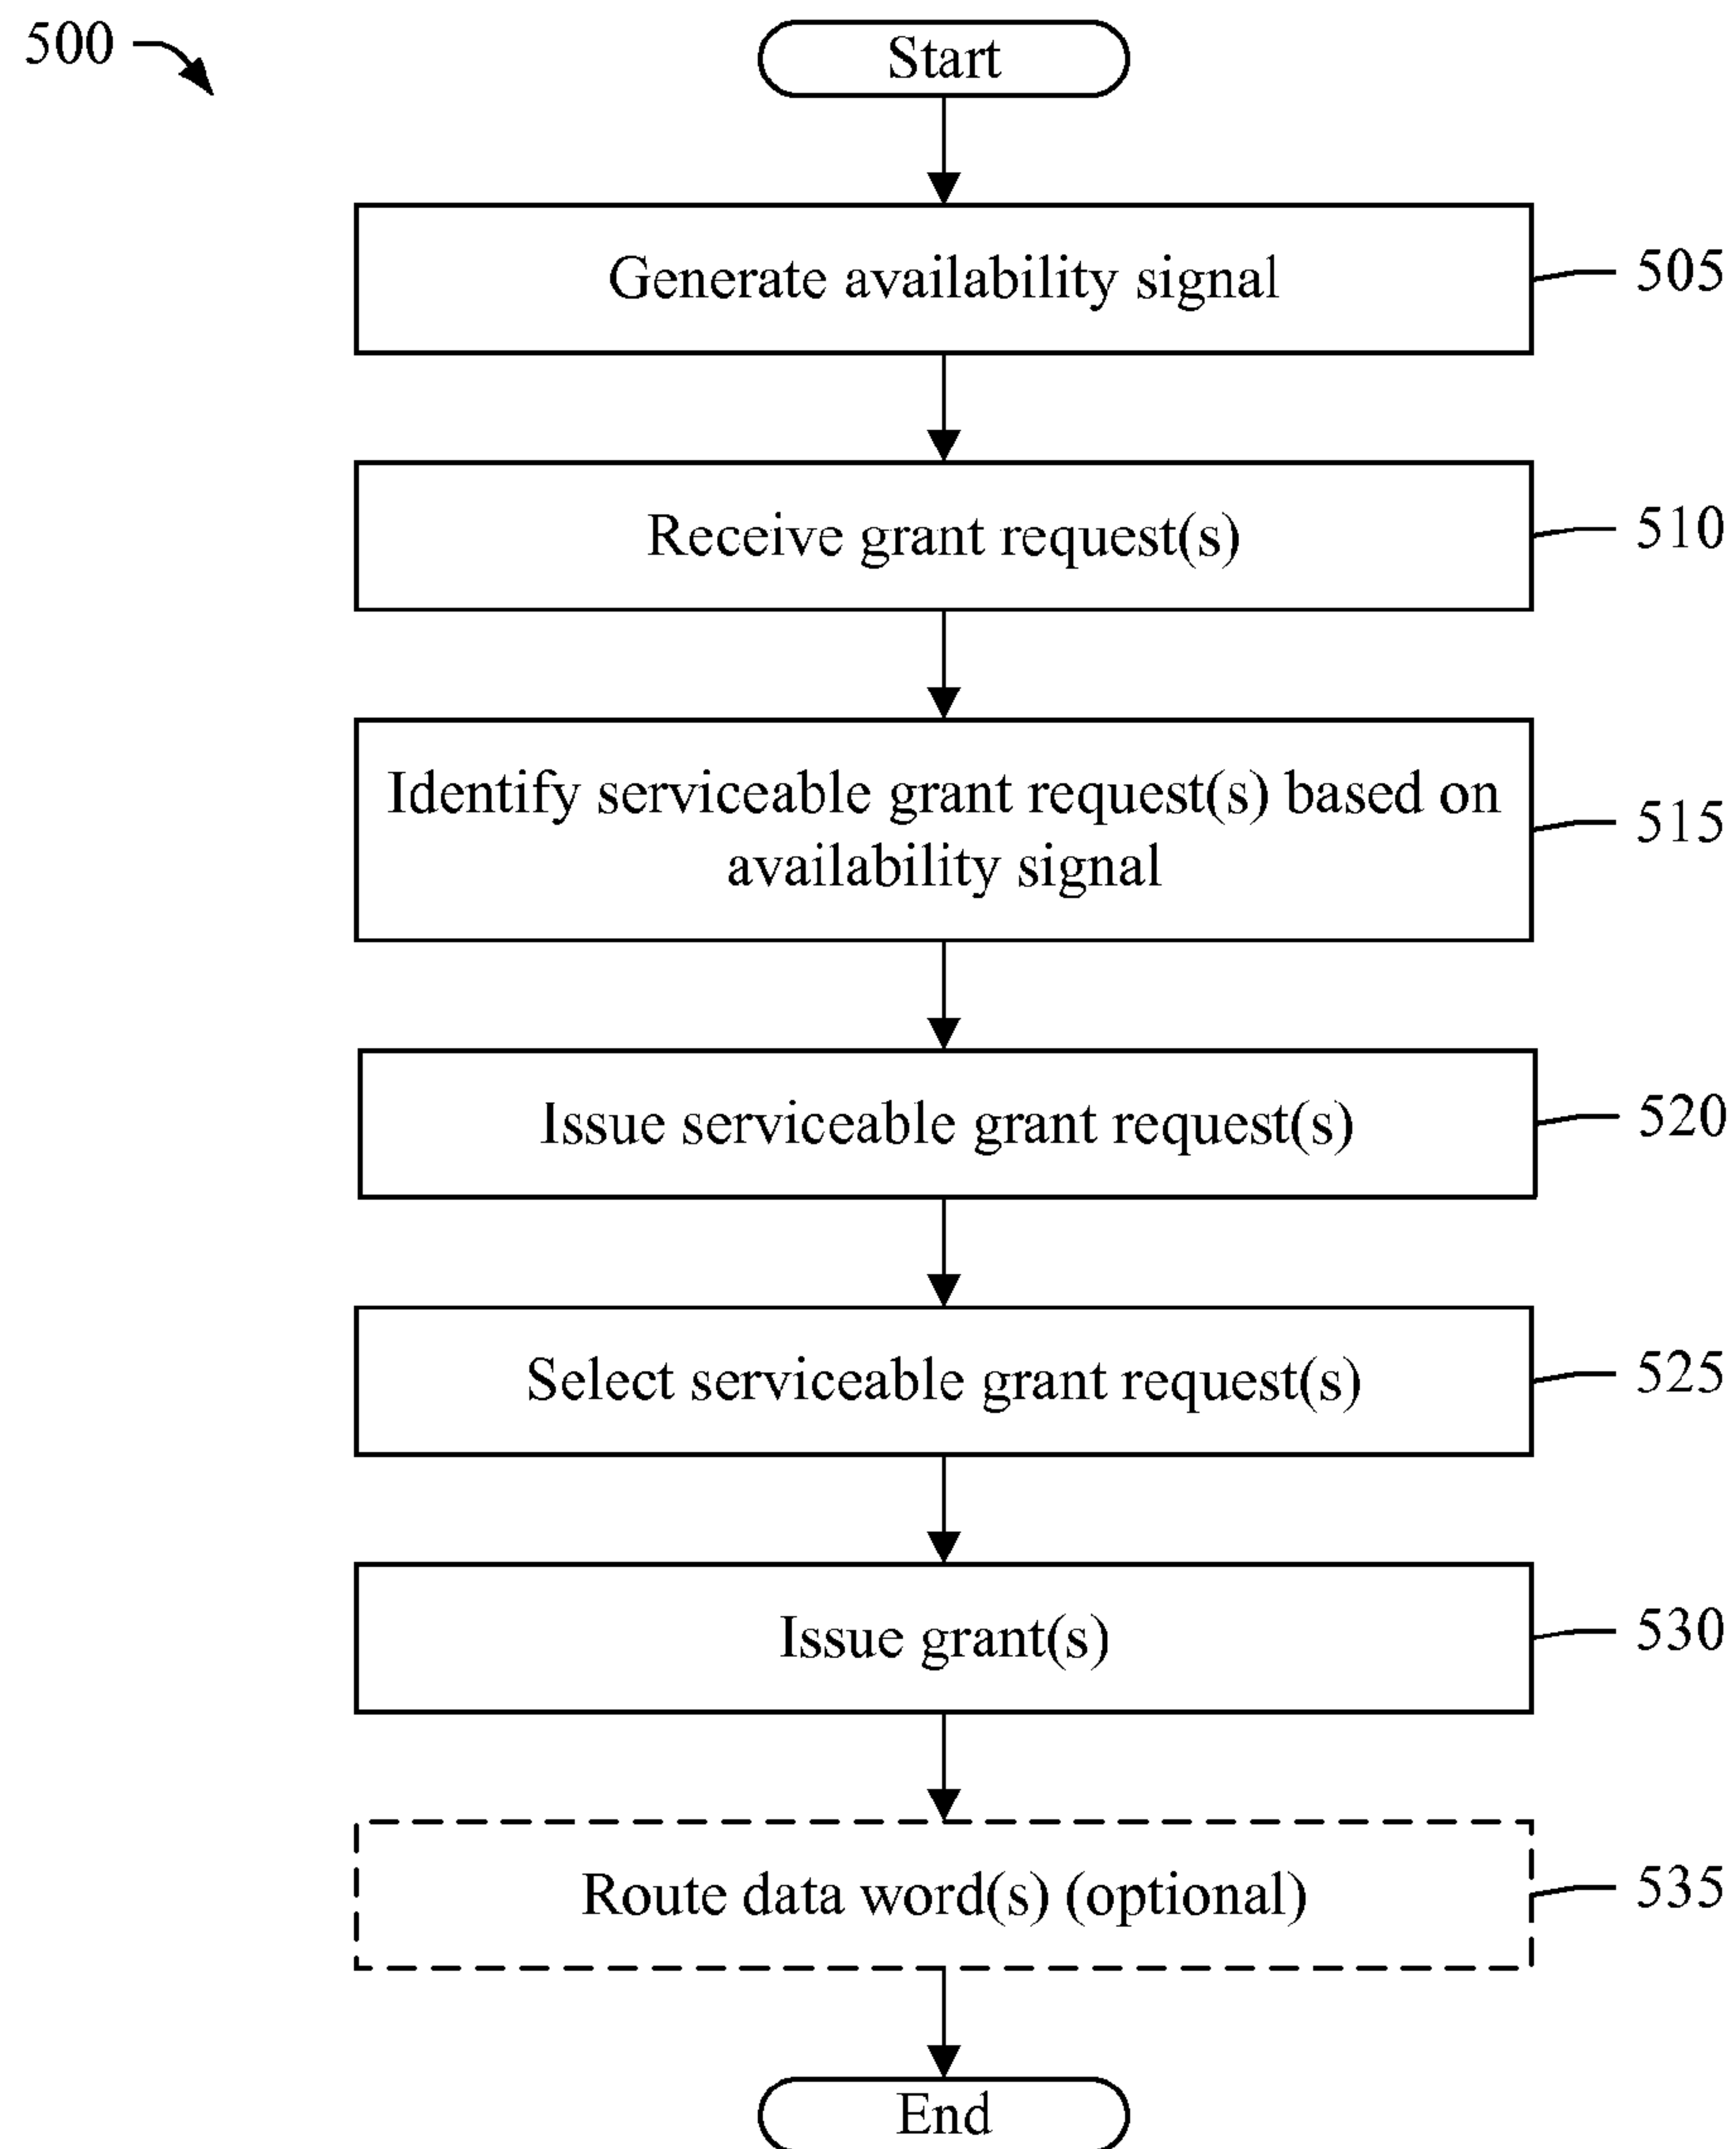 500
Start
Generate availability signal
505
Receive grant request(s)
510
Identify serviceable grant request(s) based on
availability signal
515
Issue serviceable grant request(s)
520
Select serviceable grant request(s)
525
Issue grant(s)
530
Route data word(s) (optional)
535
End